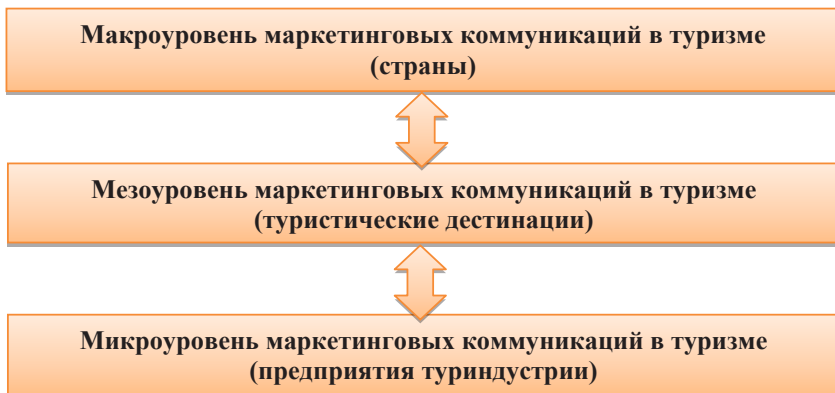 Макроуровень маркетинговых коммуникаций в туризме
(страны)
Мезоуровень маркетинговых коммуникаций в туризме
(туристические дестинации)
Микроуровень маркетинговых коммуникаций в туризме
(предприятия туриндустрии)